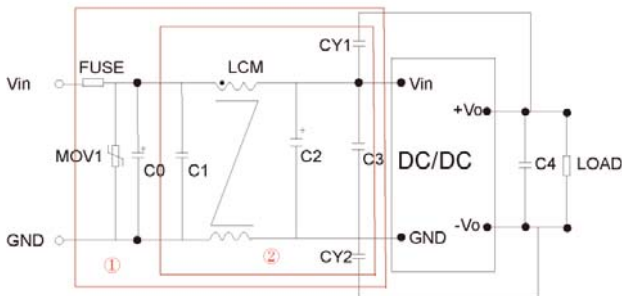 CY1
FUSE
LCM
Vin
Vin
+Vo
MOV1
C0
C1
C2
C3
DC/DC
C4
LOAD
GND
GND
-Vo
①
②
CY2